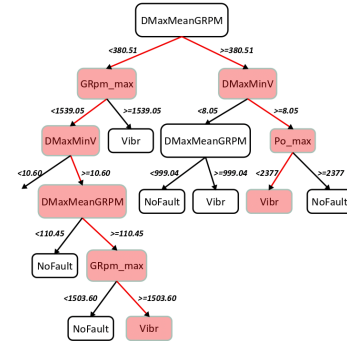 DMaxMeanGRPM
<380.51 >=380.51
GRpm_max DMaxMinV
<1539.05 >=1539.05 <8.05 >=8.05
DMaxMinV Vibr DMaxMeanGRPM Po_max
<10.60 >=10.60 <999.04 >=999.04 <2377 >=2377
DMaxMeanGRPM NoFault Vibr Vibr NoFault
<110.45 >=110.45
NoFault GRpm_max
<1503.60 >=1503.60
NoFault Vibr